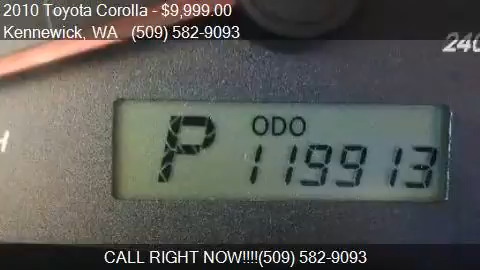 2010 Toyota Corolla - $9,999.00
Kennewick, WA (509) 582-9093
240
H
ODO
P 119913
CALL RIGHT NOW!!!!(509) 582-9093